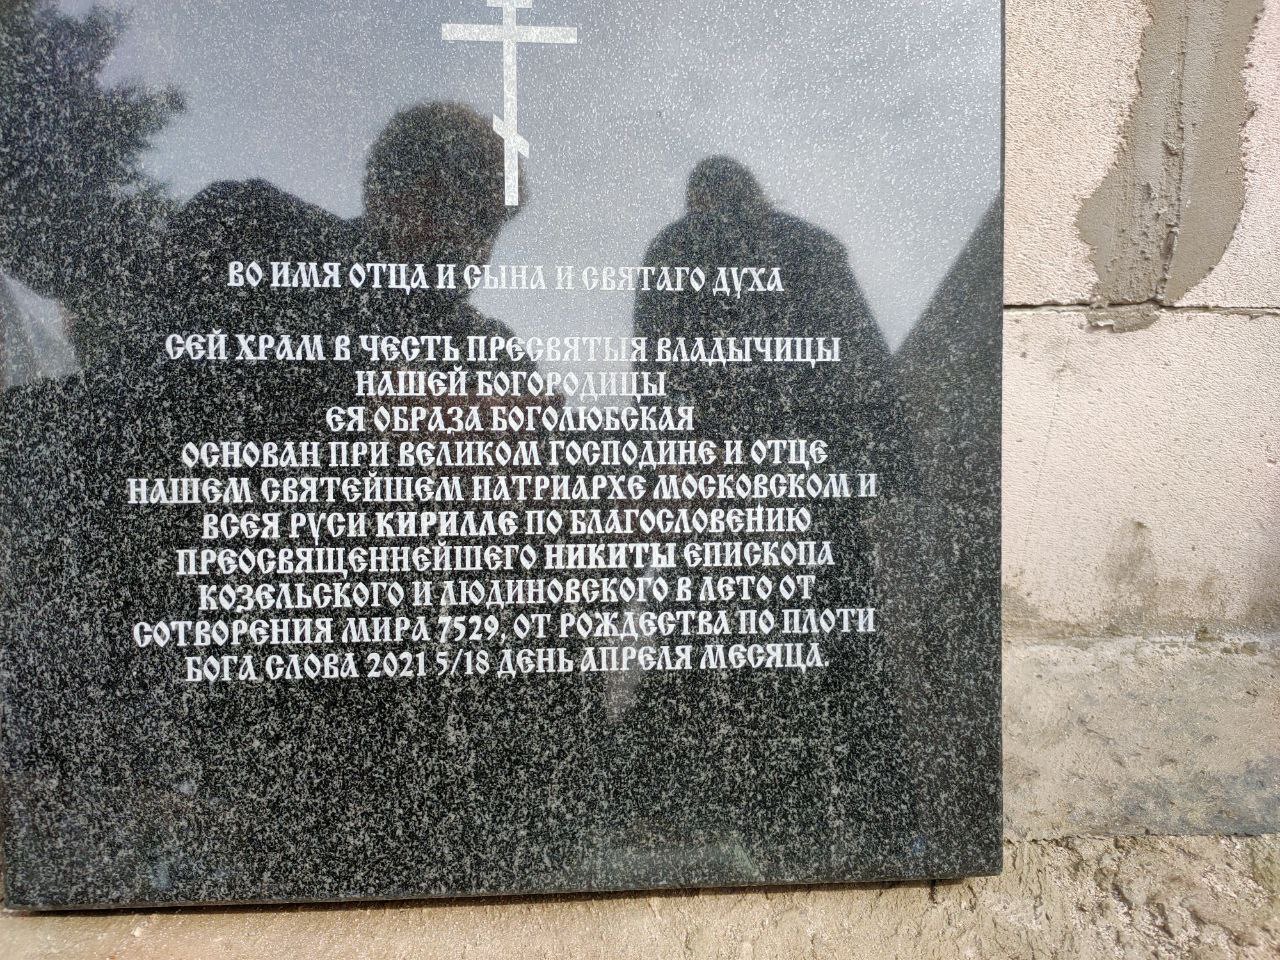 ВО ИМЯ ОТЦА И СЫНА И СВЯТАГО ДУХА
СЕЙ ХРАМ В ЧЕСТЬ ПРЕСВЯТЫЯ ВЛАДЫЧИЦЫ
НАШЕЙ БОГОРОДИЦЫ
ЕЯ ОБРАЗА БОГОЛЮБСКАЯ
ОСНОВАН ПРИ ВЕЛИКОМ ГОСПОДИНЕ И ОТЦЕ
НАШЕМ СВЯТЕЙШЕМ ПАТРИАРХЕ МОСКОВСКОМ И
ВСЕЯ РУСИ КИРИЛЛЕ ПО БЛАГОСЛОВЕНИЮ
ПРЕОСВЯЩЕННЕЙШЕГО НИКИТЫ ЕПИСКОПА
КОЗЕЛЬСКОГО И ЛЮДИНОВСКОГО В ЛЕТО ОТ
СОТВОРЕНИЯ МИРА 7529, ОТ РОЖДЕСТВА ПО ПЛОТИ
БОГА СЛОВА 2021 5/18 ДЕНЬ АПРЕЛЯ МЕСЯЦА.